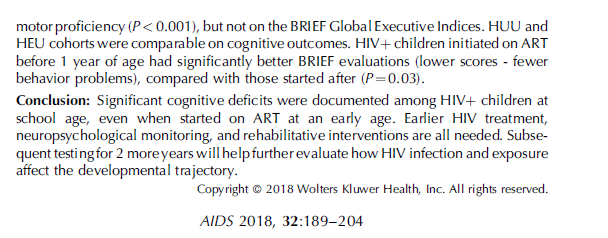 motor proficiency (P < 0.001), but not on the BRIEF Global Executive Indices. HUU and
HEU cohorts were comparable on cognitive outcomes. HIV+ children initiated on ART
before 1 year of age had significantly better BRIEF evaluations (lower scores - fewer
behavior problems), compared with those started after (P=0.03).
Conclusion: Significant cognitive deficits were documented among HIV+ children at
school age, even when started on ART at an early age. Earlier HIV treatment,
neuropsychological monitoring, and rehabilitative interventions are all needed. Subse-
quent testing for 2 more years will help further evaluate how HIV infection and exposure
affect the developmental trajectory.
Copyright © 2018 Wolters Kluwer Health, Inc. All rights reserved.
AIDS 2018, 32:189–204